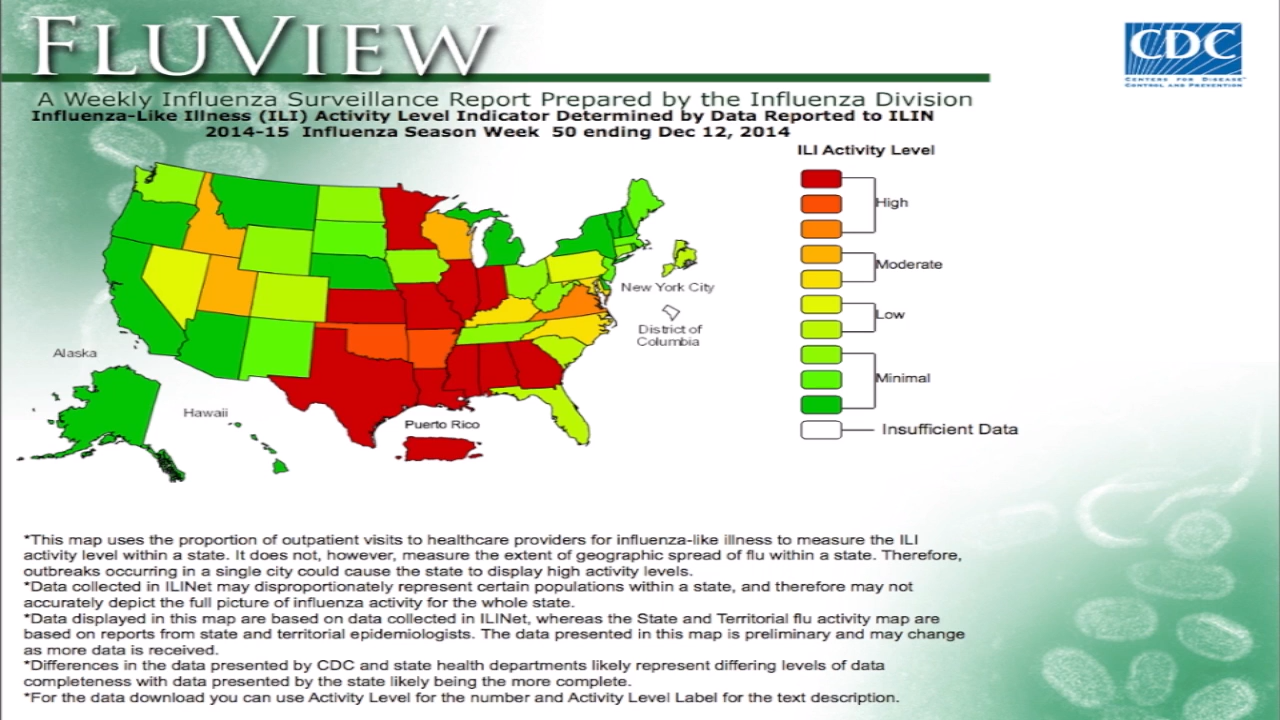 FLUVIEW
CDC
CENTERS FOR DISEASE™
CONTROL AND PREVENTION
A Weekly Influenza Surveillance Report Prepared by the Influenza Division
Influenza-Like Illness (ILI) Activity Level Indicator Determined by Data Reported to ILIN
2014-15 Influenza Season Week 50 ending Dec 12, 2014
ILI Activity Level
High
Moderate
Low
Minimal
Insufficient Data
New York City
District of
Columbia
Alaska
Hawaii
Puerto Rico
*This map uses the proportion of outpatient visits to healthcare providers for influenza-like illness to measure the ILI
activity level within a state. It does not, however, measure the extent of geographic spread of flu within a state. Therefore,
outbreaks occurring in a single city could cause the state to display high activity levels.
*Data collected in ILINet may disproportionately represent certain populations within a state, and therefore may not
accurately depict the full picture of influenza activity for the whole state.
*Data displayed in this map are based on data collected in ILINet, whereas the State and Territorial flu activity map are
based on reports from state and territorial epidemiologists. The data presented in this map is preliminary and may change
as more data is received.
*Differences in the data presented by CDC and state health departments likely represent differing levels of data
completeness with data presented by the state likely being the more complete.
*For the data download you can use Activity Level for the number and Activity Level Label for the text description.